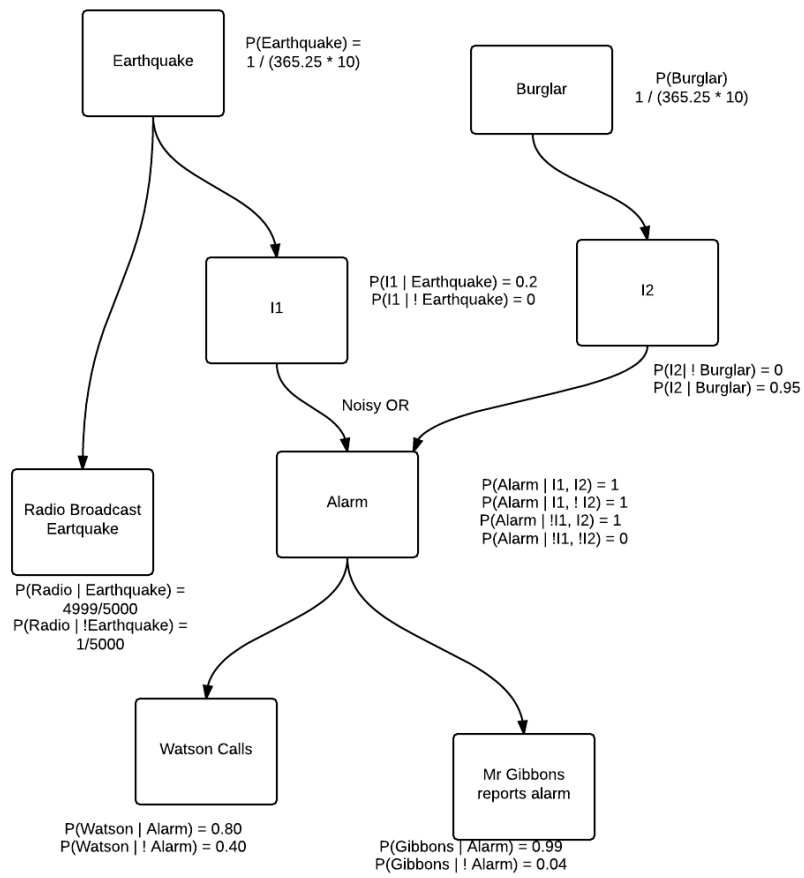 Earthquake
P(Earthquake) =
1 / (365.25 * 10)
Burglar
P(Burglar)
1 / (365.25 * 10)
I1
P(I1 | Earthquake) = 0.2
P(I1 | ! Earthquake) = 0
I2
P(I2| ! Burglar) = 0
P(I2 | Burglar) = 0.95
Noisy OR
Radio Broadcast
Eartquake
P(Radio | Earthquake) =
4999/5000
P(Radio | !Earthquake) =
1/5000
Alarm
P(Alarm | I1, I2) = 1
P(Alarm | I1, ! I2) = 1
P(Alarm | !I1, I2) = 1
P(Alarm | !I1, !I2) = 0
Watson Calls
P(Watson | Alarm) = 0.80
P(Watson | ! Alarm) = 0.40
Mr Gibbons
reports alarm
P(Gibbons | Alarm) = 0.99
P(Gibbons | ! Alarm) = 0.04